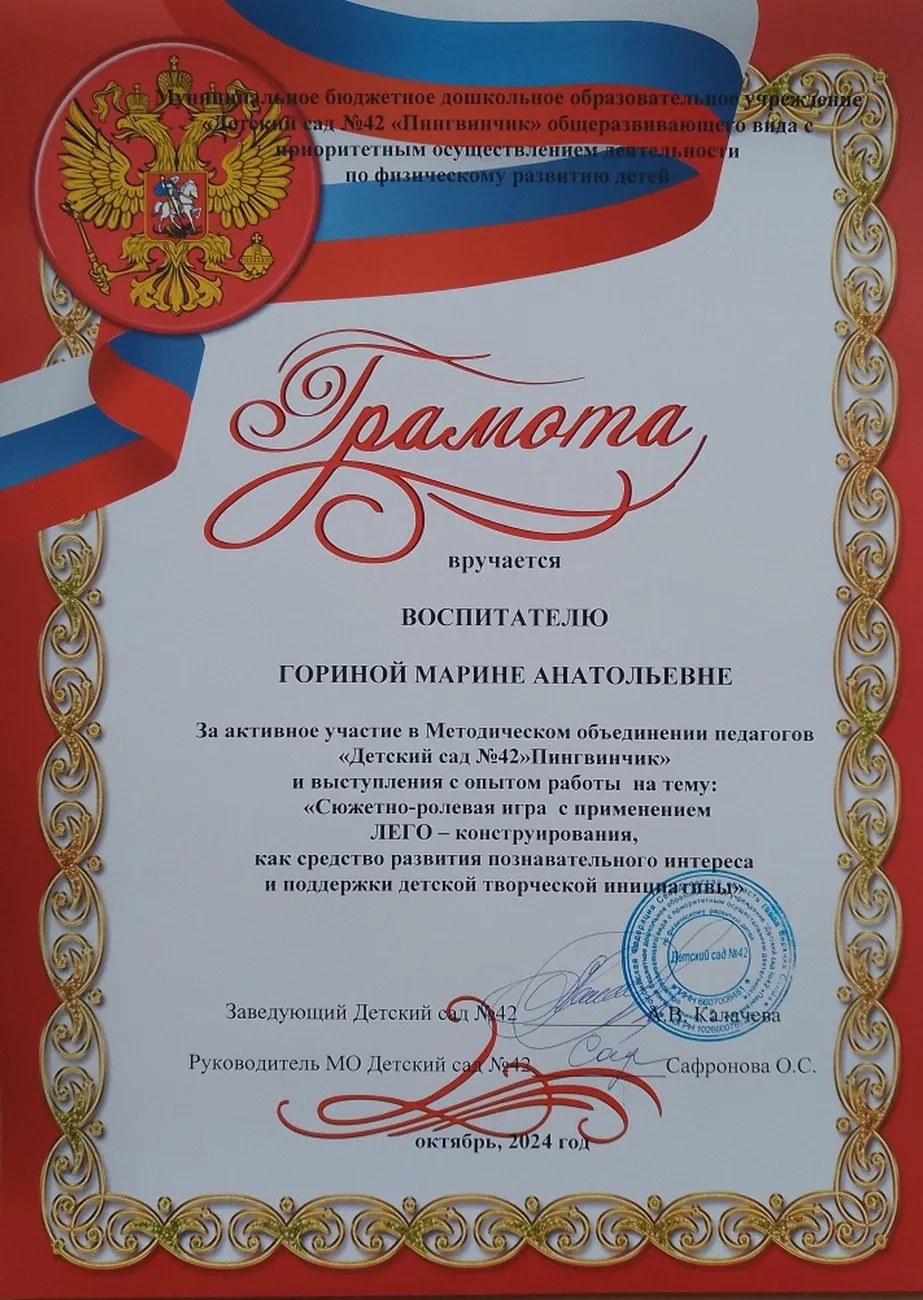 Муниципальное бюджетное дошкольное образовательное учреждение
«Детский сад №42 «Пингвинчик» общеразвивающего вида с
приоритетным осуществлением деятельности
по физическому развитию детей
Грамота
вручается
ВОСПИТАТЕЛЮ
ГОРИНОЙ МАРИНЕ АНАТОЛЬЕВНЕ
За активное участие в Методическом объединении педагогов
«Детский сад №42»Пингвинчик»
и выступления с опытом работы на тему:
«Сюжетно-ролевая игра с применением
ЛЕГО – конструирования,
как средство развития познавательного интереса
и поддержки детской творческой инициативы»
Детский сад №42
Заведующий Детский сад №42 А.В. Калачева
Руководитель МО Детский сад №42 Сафронова О.С.
октябрь, 2024 год